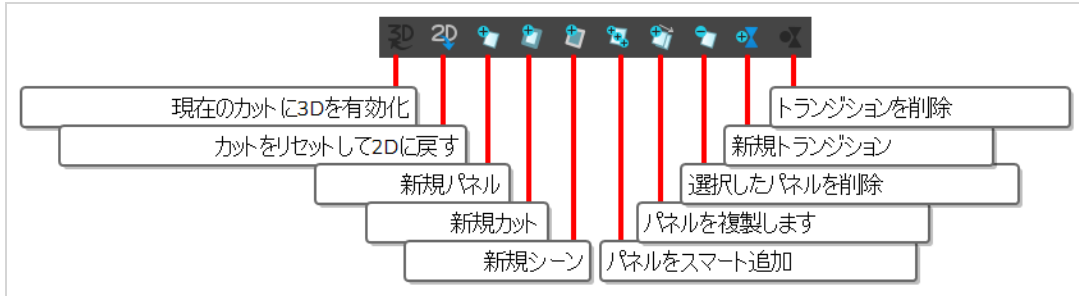 3D
2D
現在のカットに3Dを有効化
カットをリセットして2Dに戻す
新規パネル
新規カット
新規シーン
トランジションを削除
新規トランジション
選択したパネルを削除
パネルを複製します
パネルをスマート追加